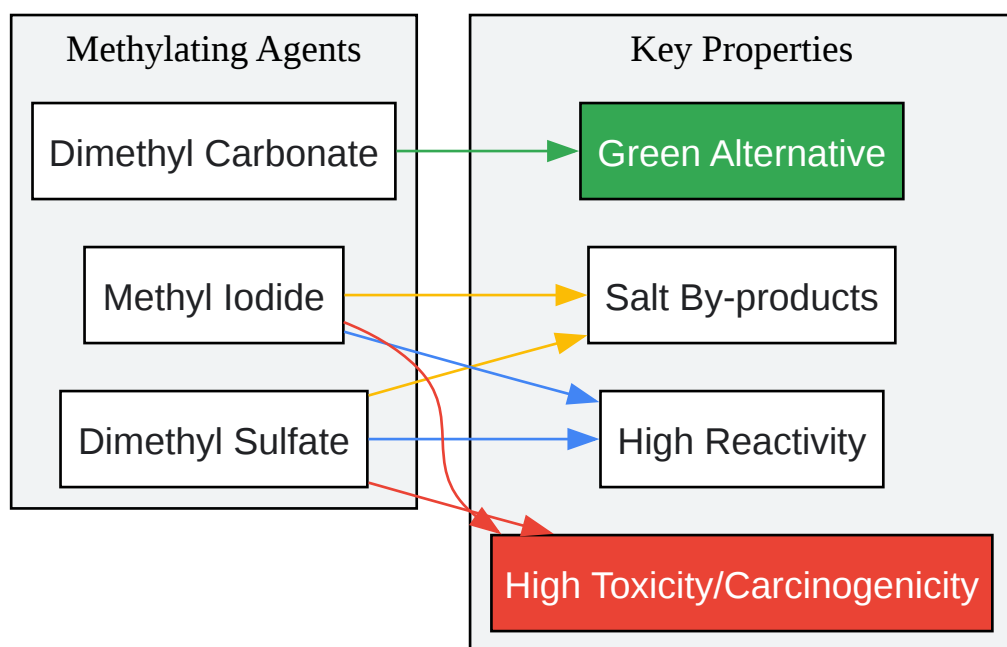 Methylating Agents
Dimethyl Carbonate
Methyl Iodide
Dimethyl Sulfate
Key Properties
Green Alternative
Salt By-products
High Reactivity
High Toxicity/Carcinogenicity